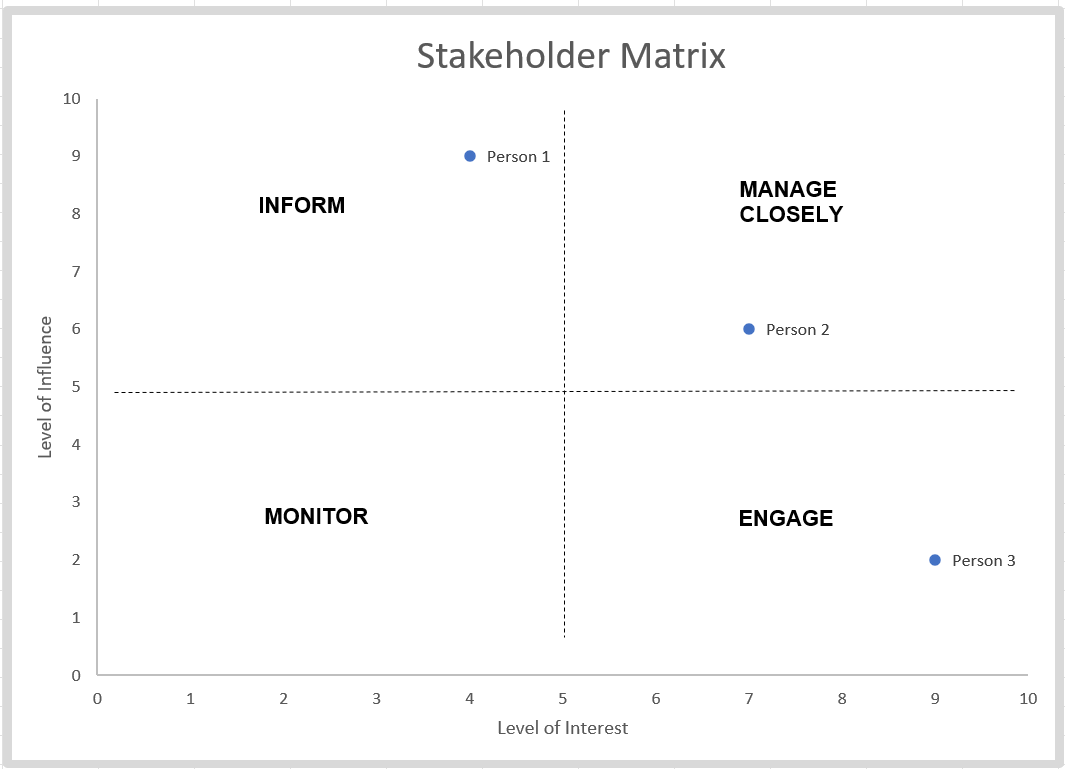 Stakeholder Matrix
10
9
Person 1
MANAGE
INFORM
8
CLOSELY
7
6
Person 2
5
Level of Influence
4
3
MONITOR
ENGAGE
2
Person 3
1
0
0 1 2 3 4 5 6 7 8 9 10
Level of Interest